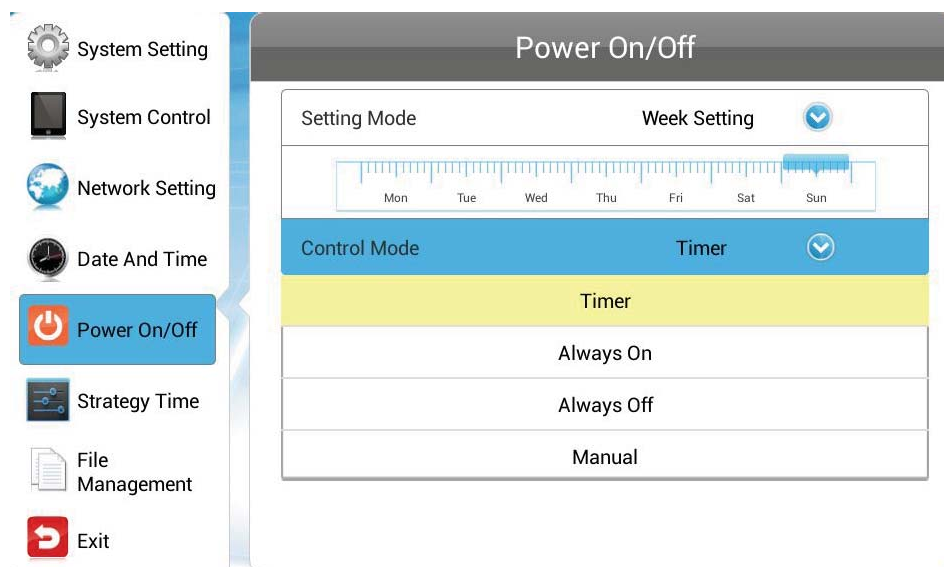 System Setting
System Control
Network Setting
Date And Time
Power On/Off
Strategy Time
File
Management
Exit
Power On/Off
Setting Mode Week Setting
Mon Tue Wed Thu Fri Sat Sun
Control Mode Timer
Timer
Always On
Always Off
Manual